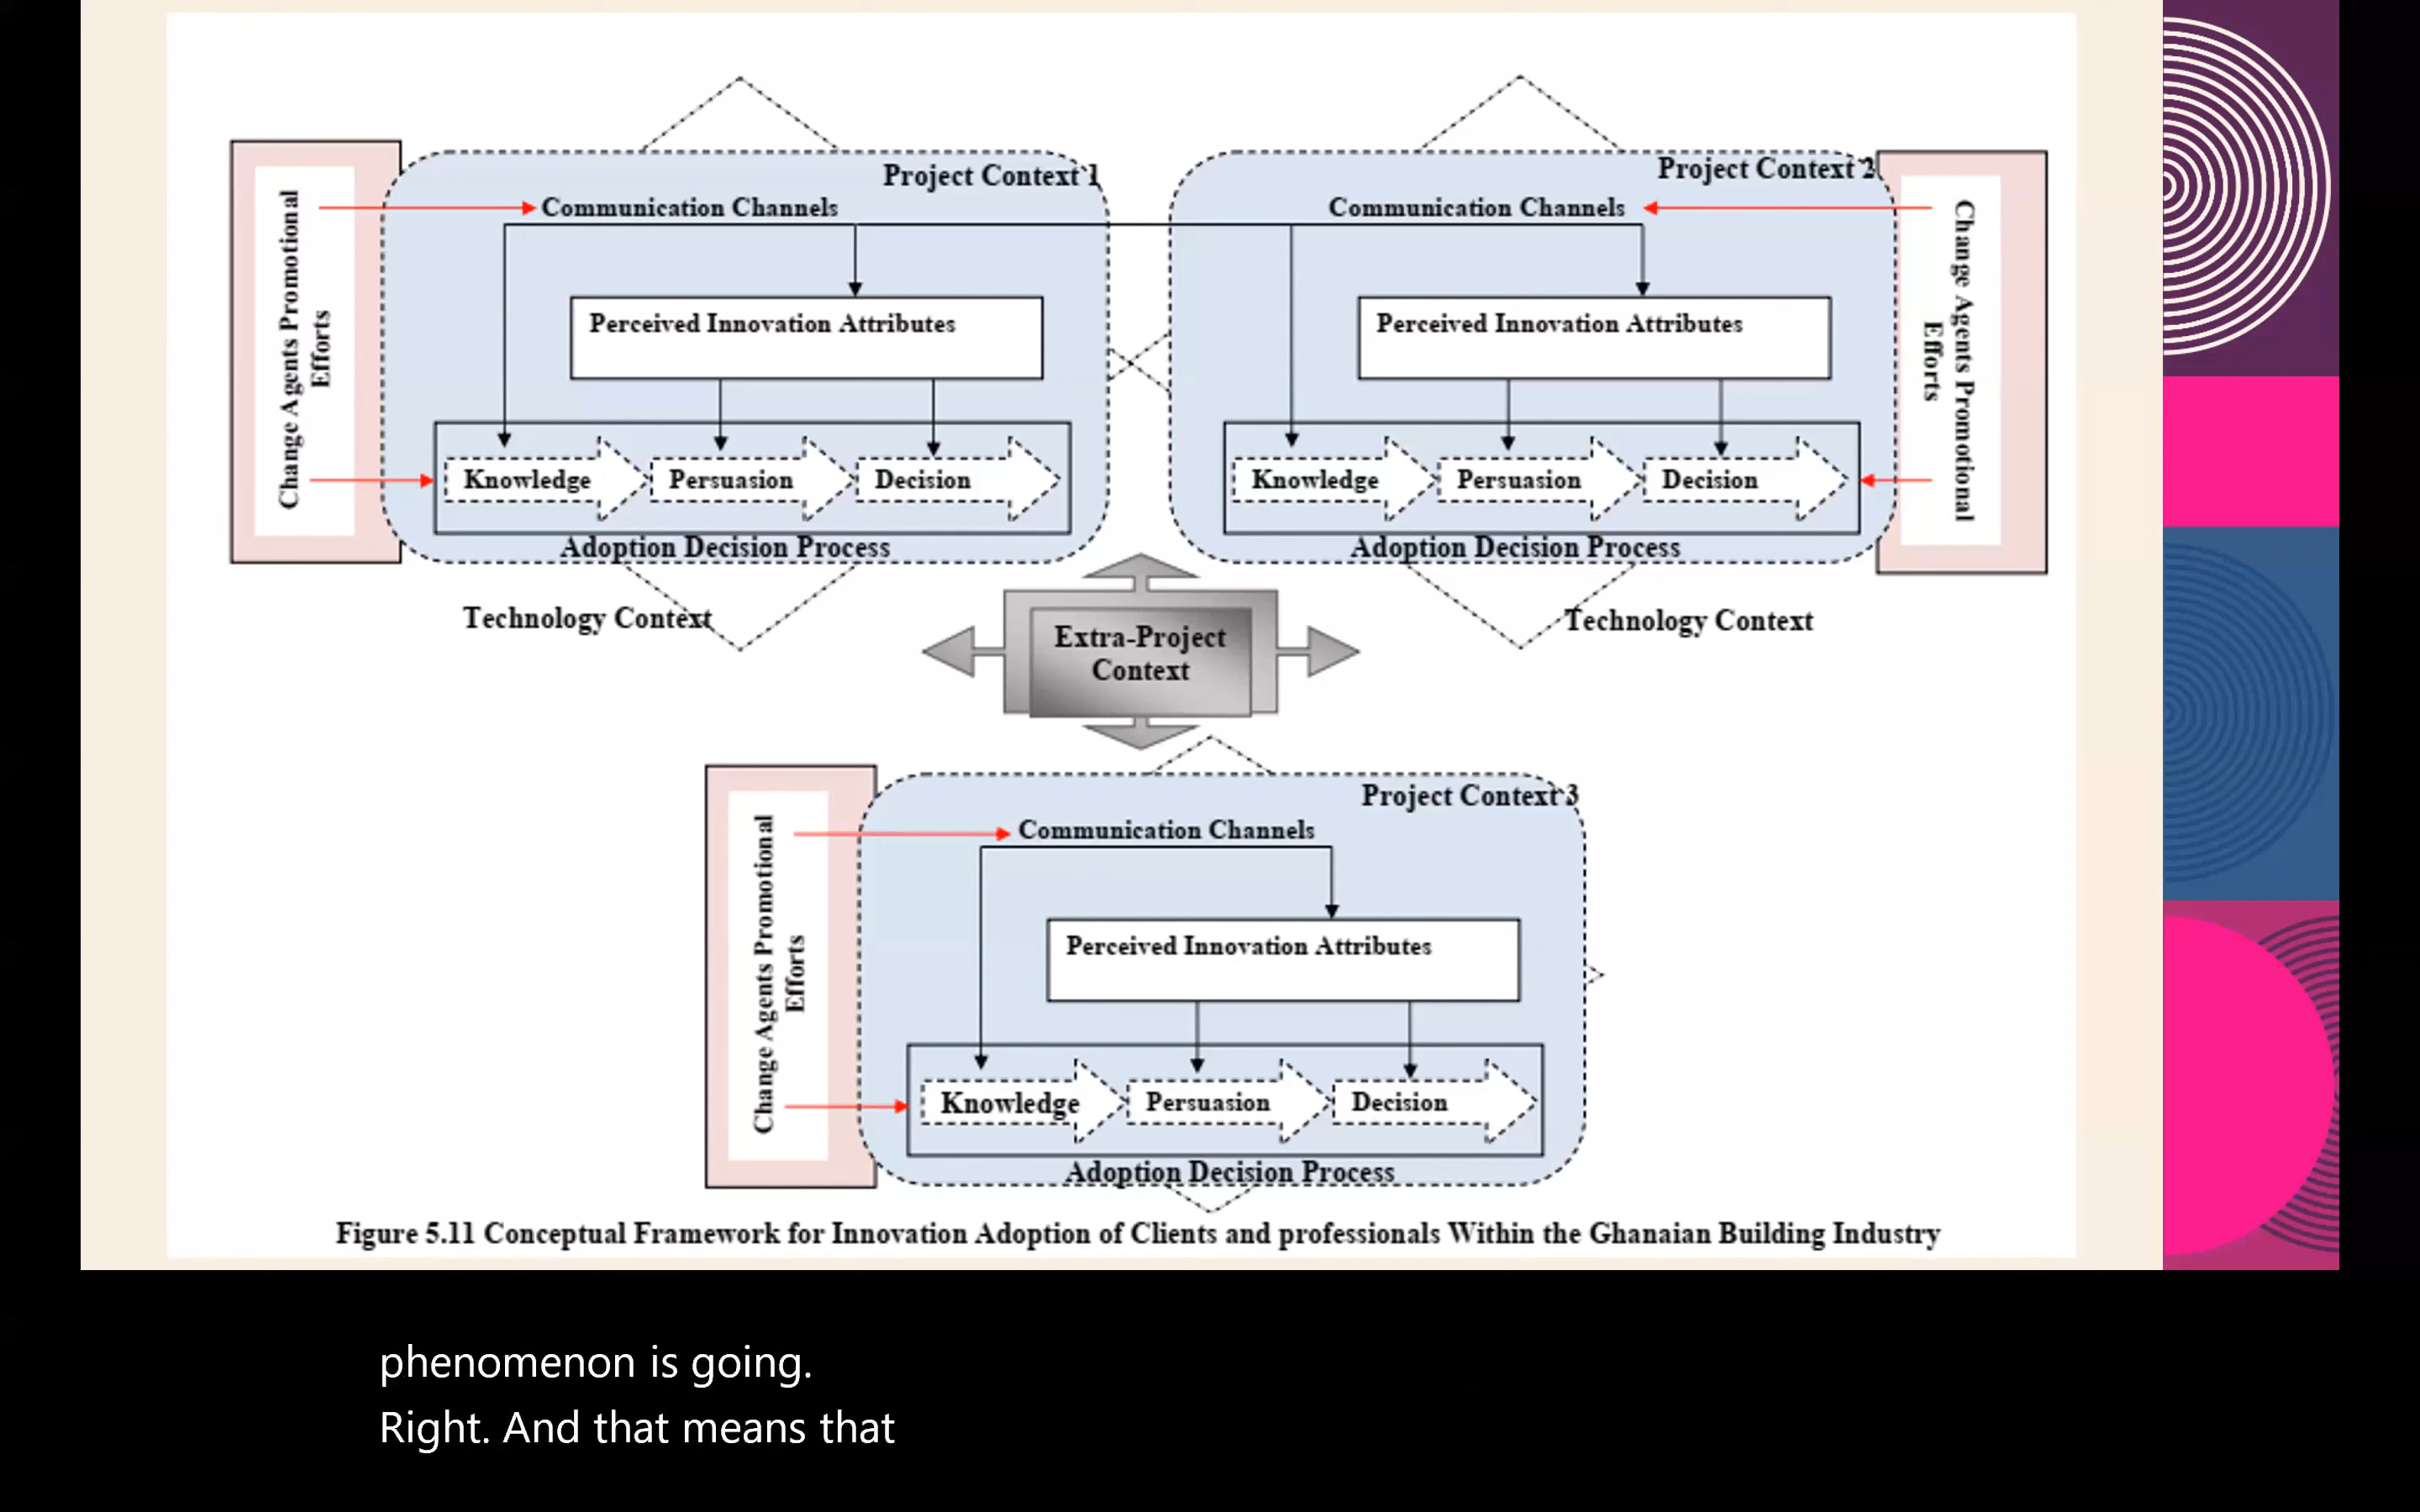 Project Context 1
Communication Channels
Change Agents Promotional
Efforts
Perceived Innovation Attributes
Knowledge
Persuasion
Decision
Adoption Decision Process
Technology Context
Project Context 2
Communication Channels
Change Agents Promotional
Efforts
Perceived Innovation Attributes
Knowledge
Persuasion
Decision
Adoption Decision Process
Technology Context
Extra-Project
Context
Project Context 3
Communication Channels
Change Agents Promotional
Efforts
Perceived Innovation Attributes
Knowledge
Persuasion
Decision
Adoption Decision Process
Figure 5.11 Conceptual Framework for Innovation Adoption of Clients and professionals Within the Ghanaian Building Industry
phenomenon is going.
Right. And that means that